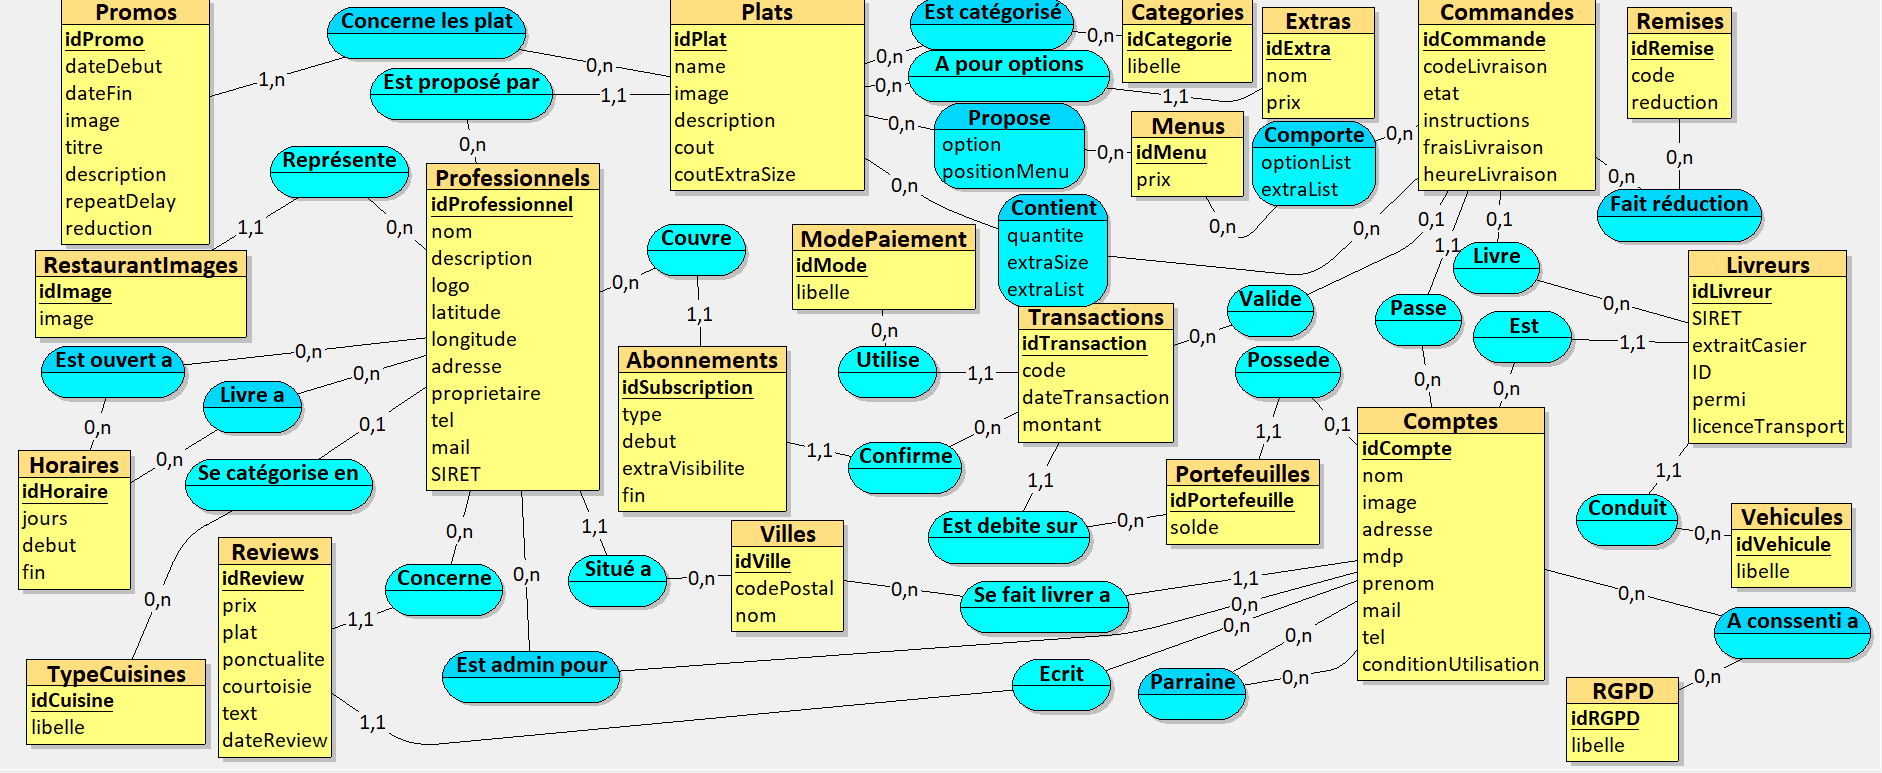 Promos
idPromo
dateDebut
dateFin
image
titre
description
repeatDelay
reduction
Concerne les plat
1,n
0,n
Est proposé par
1,1
0,n
Plats
idPlat
name
image
description
cout
coutExtraSize
Est catégorisé
0,n
0,n
A pour options
0,n
1,1
Categories
idCategorie
libelle
Extras
idExtra
nom
prix
Propose
option
positionMenu
0,n
0,n
Menus
idMenu
prix
Comporte
optionList
extraList
0,n
0,n
Commandes
idCommande
codeLivraison
etat
instructions
fraisLivraison
heureLivraison
Remises
idRemise
code
reduction
0,n
0,n
Fait réduction
Représente
1,1
0,n
RestaurantImages
idImage
image
Professionnels
idProfessionnel
nom
description
logo
latitude
longitude
adresse
proprietaire
tel
mail
SIRET
Couvre
0,n
1,1
ModePaiement
idMode
libelle
0,n
Contient
quantite
extraSize
extraList
0,n
0,n
Transactions
idTransaction
code
dateTransaction
montant
Utilise
1,1
Valide
0,n
0,1
Passe
1,1
0,n
Livre
0,1
0,n
Est
1,1
0,n
Livreurs
idLivreur
SIRET
extraitCasier
ID
permi
licenceTransport
Est ouvert a
0,n
0,n
Livre a
0,n
0,n
Horaires
idHoraire
jours
debut
fin
Se catégorise en
0,1
0,n
Abonnements
idSubscription
type
debut
extraVisibilite
fin
Confirme
1,1
0,n
Possede
1,1
0,1
Portefeuilles
idPortefeuille
solde
Est debite sur
1,1
0,n
Comptes
idCompte
nom
image
adresse
mdp
prenom
mail
tel
conditionUtilisation
Conduit
1,1
0,n
Vehicules
idVehicule
libelle
Reviews
idReview
prix
plat
ponctualite
courtoisie
text
dateReview
Concerne
0,n
1,1
Situé a
1,1
0,n
Villes
idVille
codePostal
nom
Se fait livrer a
0,n
1,1
Est admin pour
0,n
0,n
Ecrit
0,n
1,1
Parraine
0,n
0,n
A conssenti a
0,n
0,n
TypeCuisines
idCuisine
libelle
RGPD
idRGPD
libelle